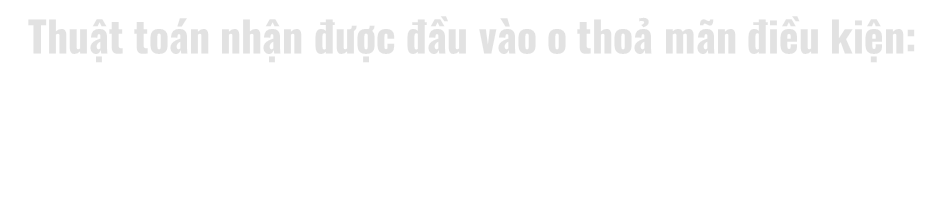 Thuật toán nhận được đầu vào o thoả mãn điều kiện: